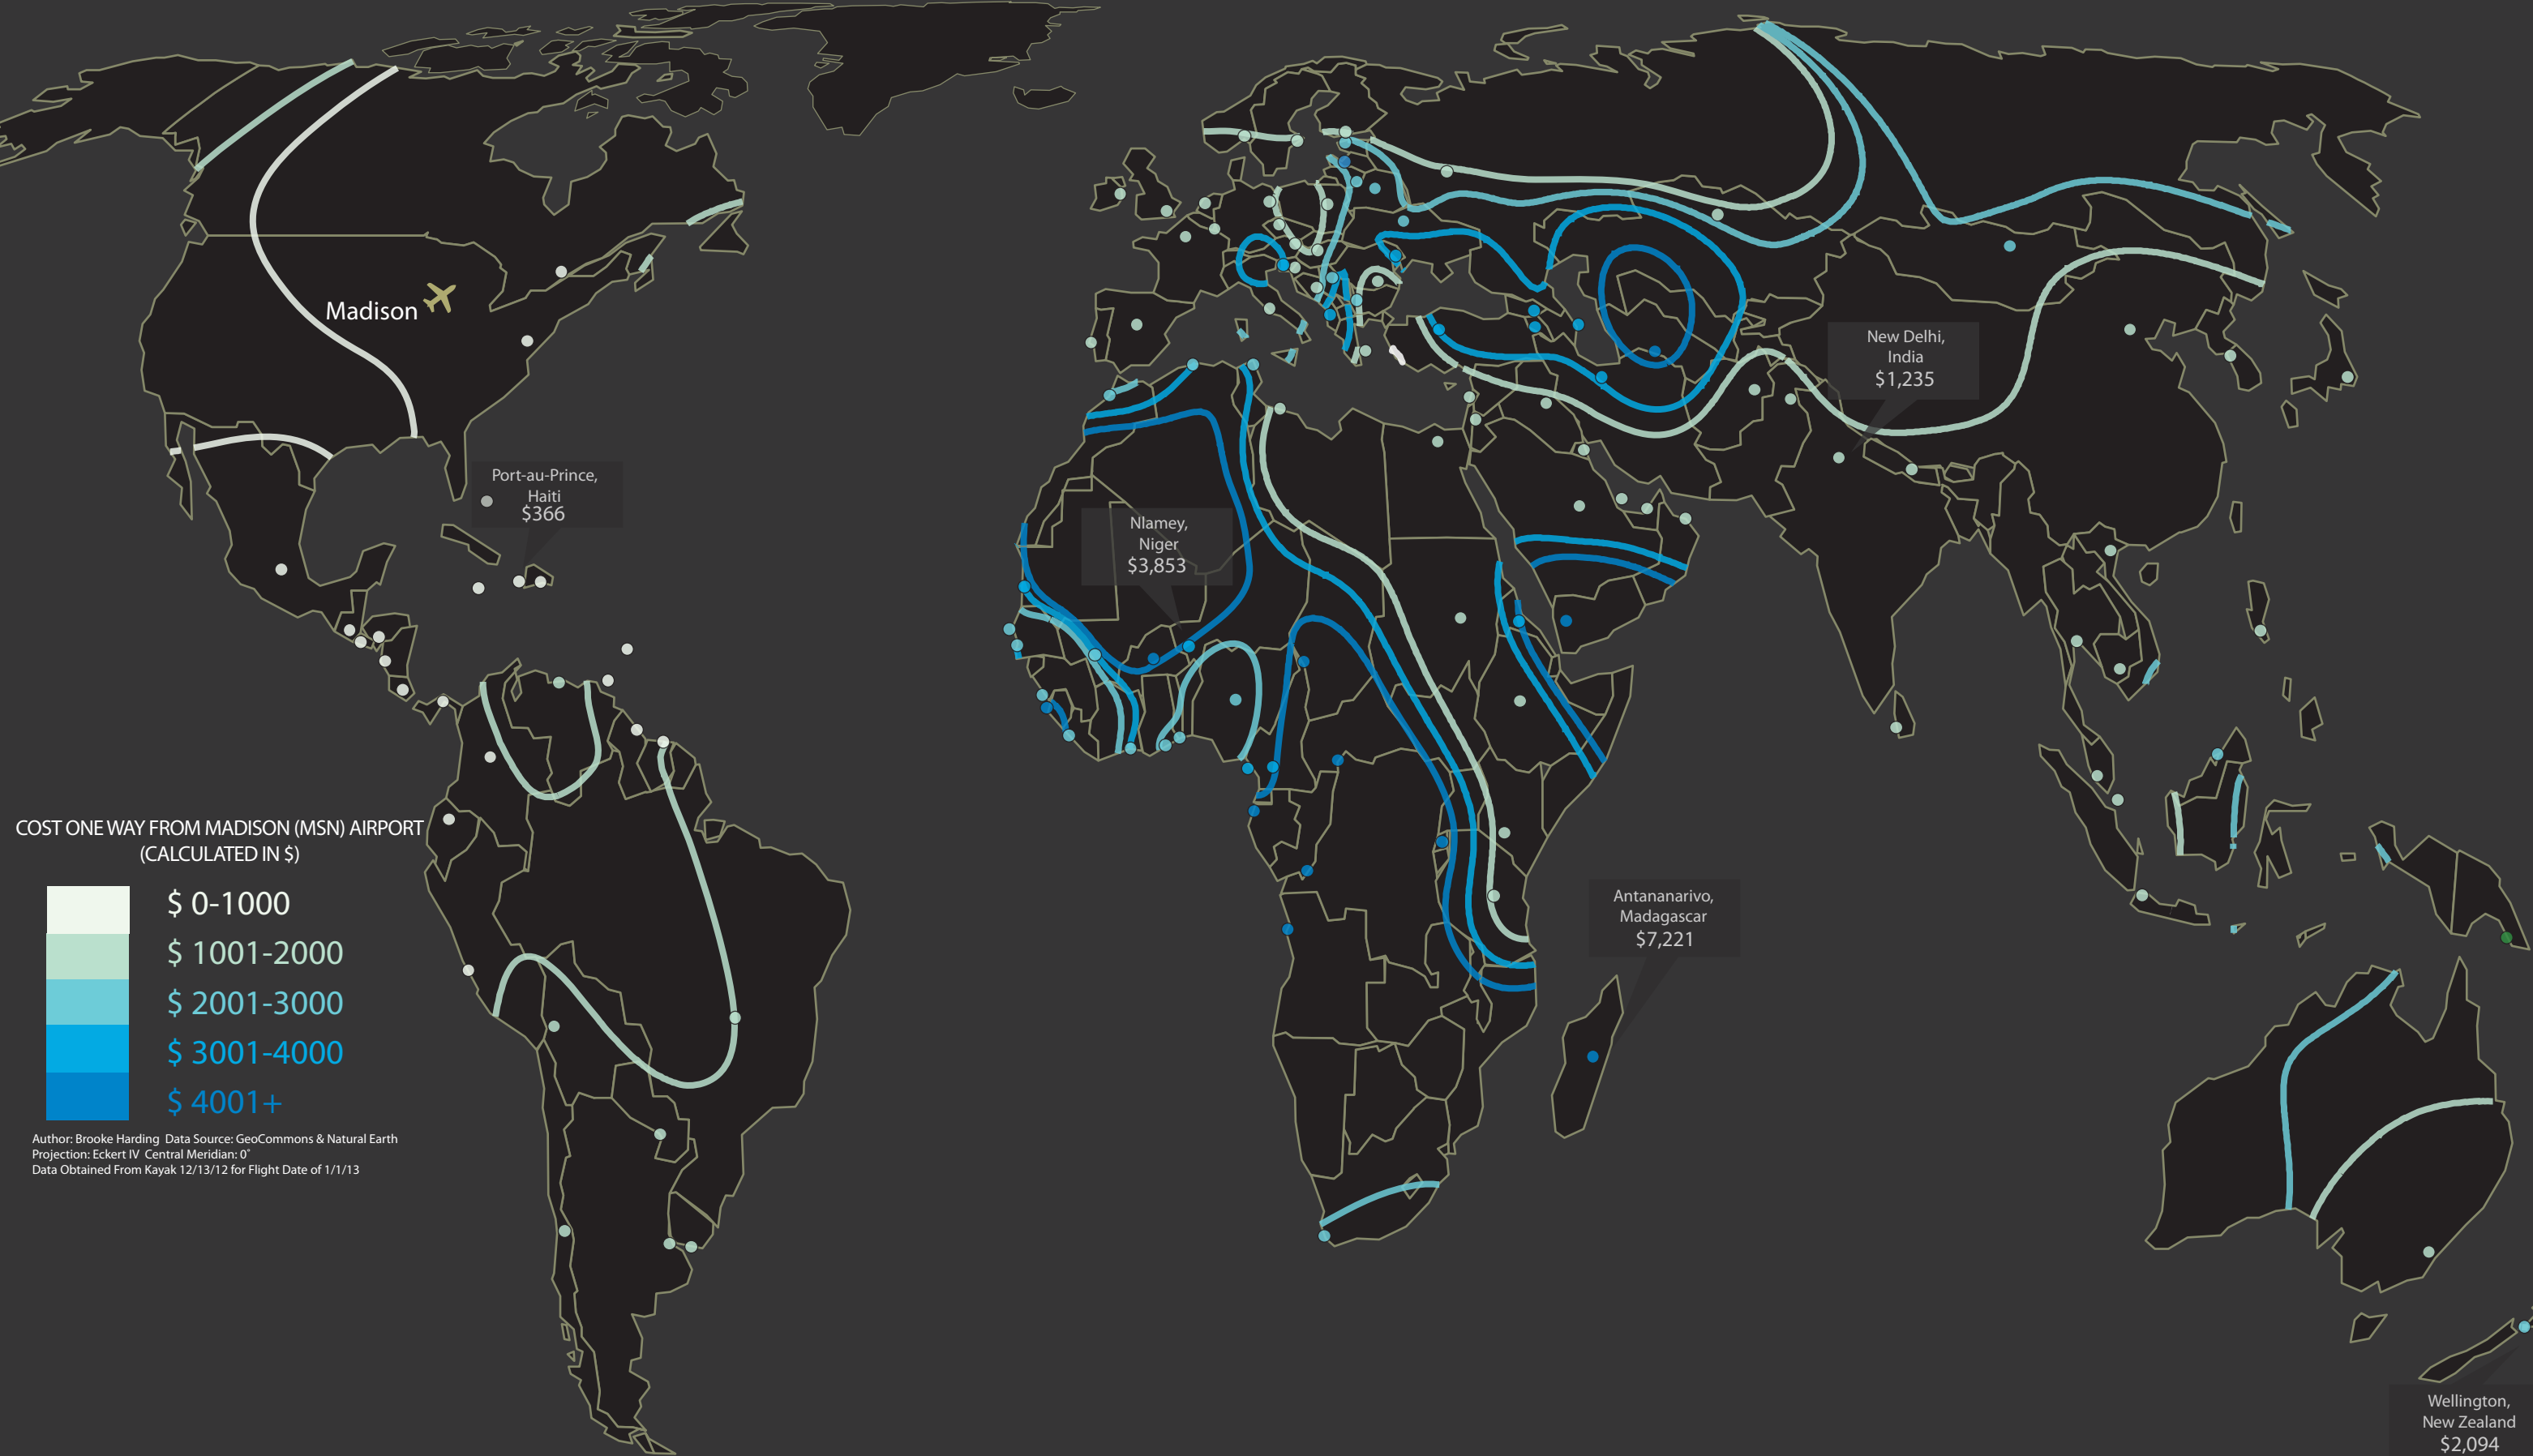 Madison
New Delhi,
India
$1,235
Port-au-Prince,
Haiti
$366
Nlamey,
Niger
$3,853
COST ONE WAY FROM MADISON (MSN) AIRPORT
(CALCULATED IN $)
$ 0-1000
$ 1001-2000
$ 2001-3000
$ 3001-4000
$ 4001+
Author: Brooke Harding  Data Source: GeoCommons & Natural Earth
Projection: Eckert IV  Central Meridian: 0°
Data Obtained From Kayak 12/13/12 for Flight Date of 1/1/13
Antananarivo,
Madagascar
$7,221
Wellington,
New Zealand
$2,094